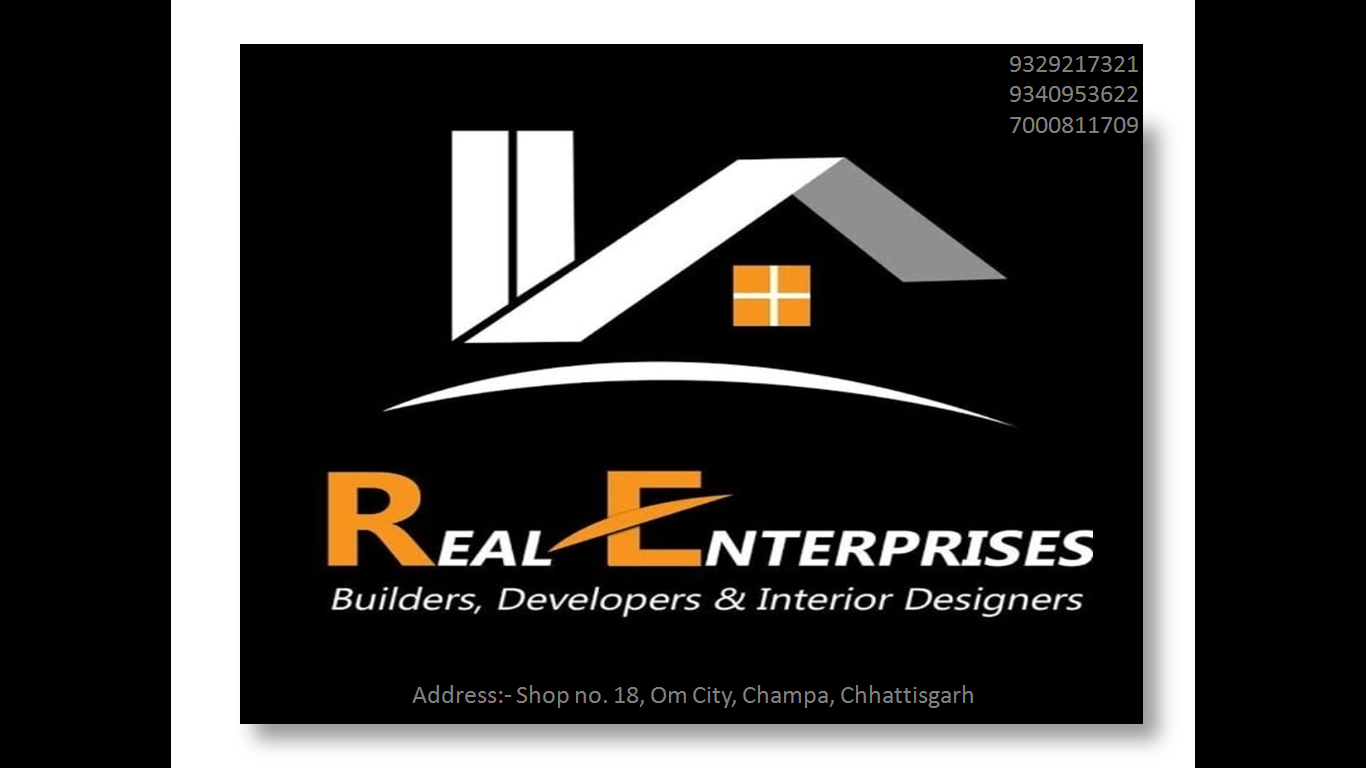 9329217321
9340953622
7000811709
REAL ENTERPRISES
Builders, Developers & Interior Designers
Address:- Shop no. 18, Om City, Champa, Chhattisgarh